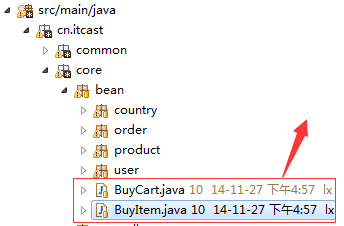 src/main/java
cn.itcast
common
core
bean
country
order
product
user
BuyCart.java 10 14-11-27 下午4:57 lx
BuyItem.java 10 14-11-27 下午4:57 lx